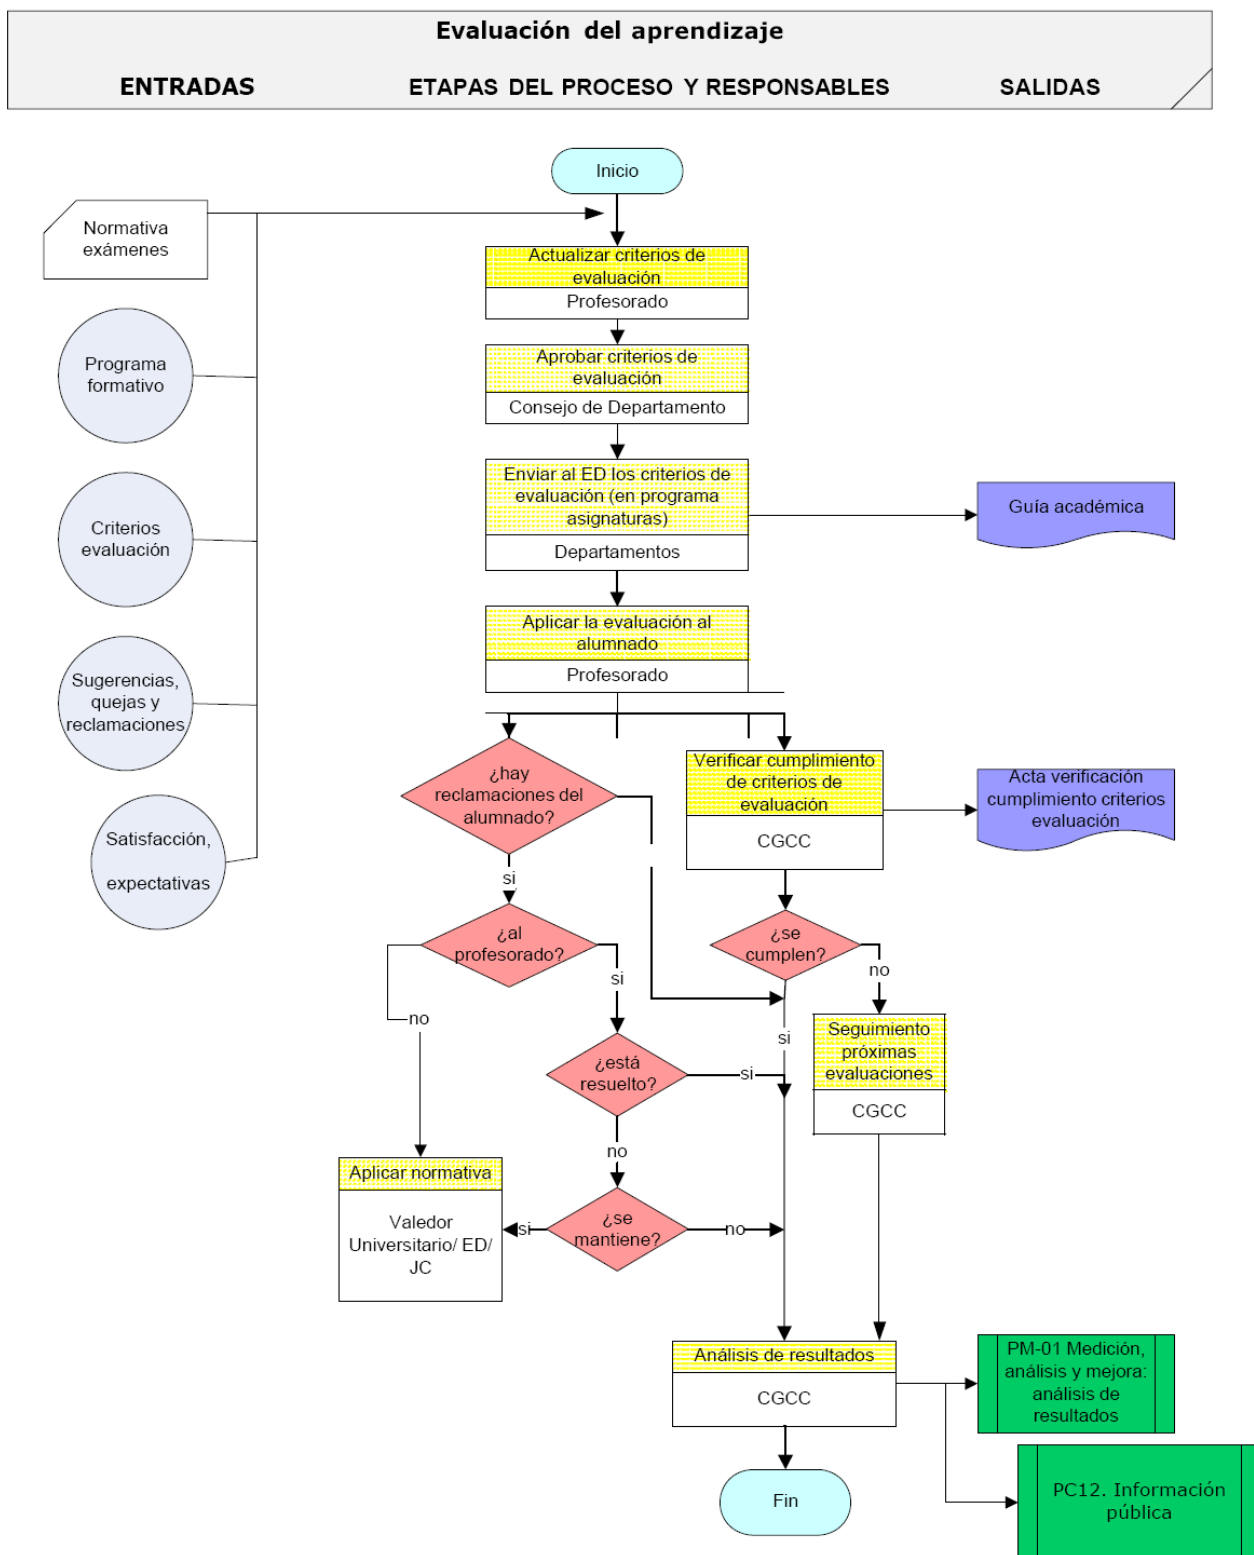 Evaluación del aprendizaje
ENTRADAS
ETAPAS DEL PROCESO Y RESPONSABLES
SALIDAS
Inicio
Normativa
exámenes
Actualizar criterios de
evaluación
Profesorado
Programa
formativo
Aprobar criterios de
evaluación
Consejo de Departamento
Criterios
evaluación
Enviar al ED los criterios de
evaluación (en programa
asignaturas)
Departamentos
Guía académica
Aplicar la evaluación al
alumnado
Profesorado
Sugerencias,
quejas y
reclamaciones
¿hay
reclamaciones del
alumnado?
Verificar cumplimiento
de criterios de
evaluación
CGCC
Acta verificación
cumplimiento criterios
evaluación
Satisfacción,
expectativas
si
¿al
profesorado?
¿se
cumplen?
no
si
no
si
Seguimiento
próximas
evaluaciones
CGCC
¿está
resuelto?
si
no
Aplicar normativa
Valedor
Universitario/ ED/
JC
si
¿se
mantiene?
no
Análisis de resultados
CGCC
PM-01 Medición,
análisis y mejora:
análisis de
resultados
Fin
PC12. Información
pública